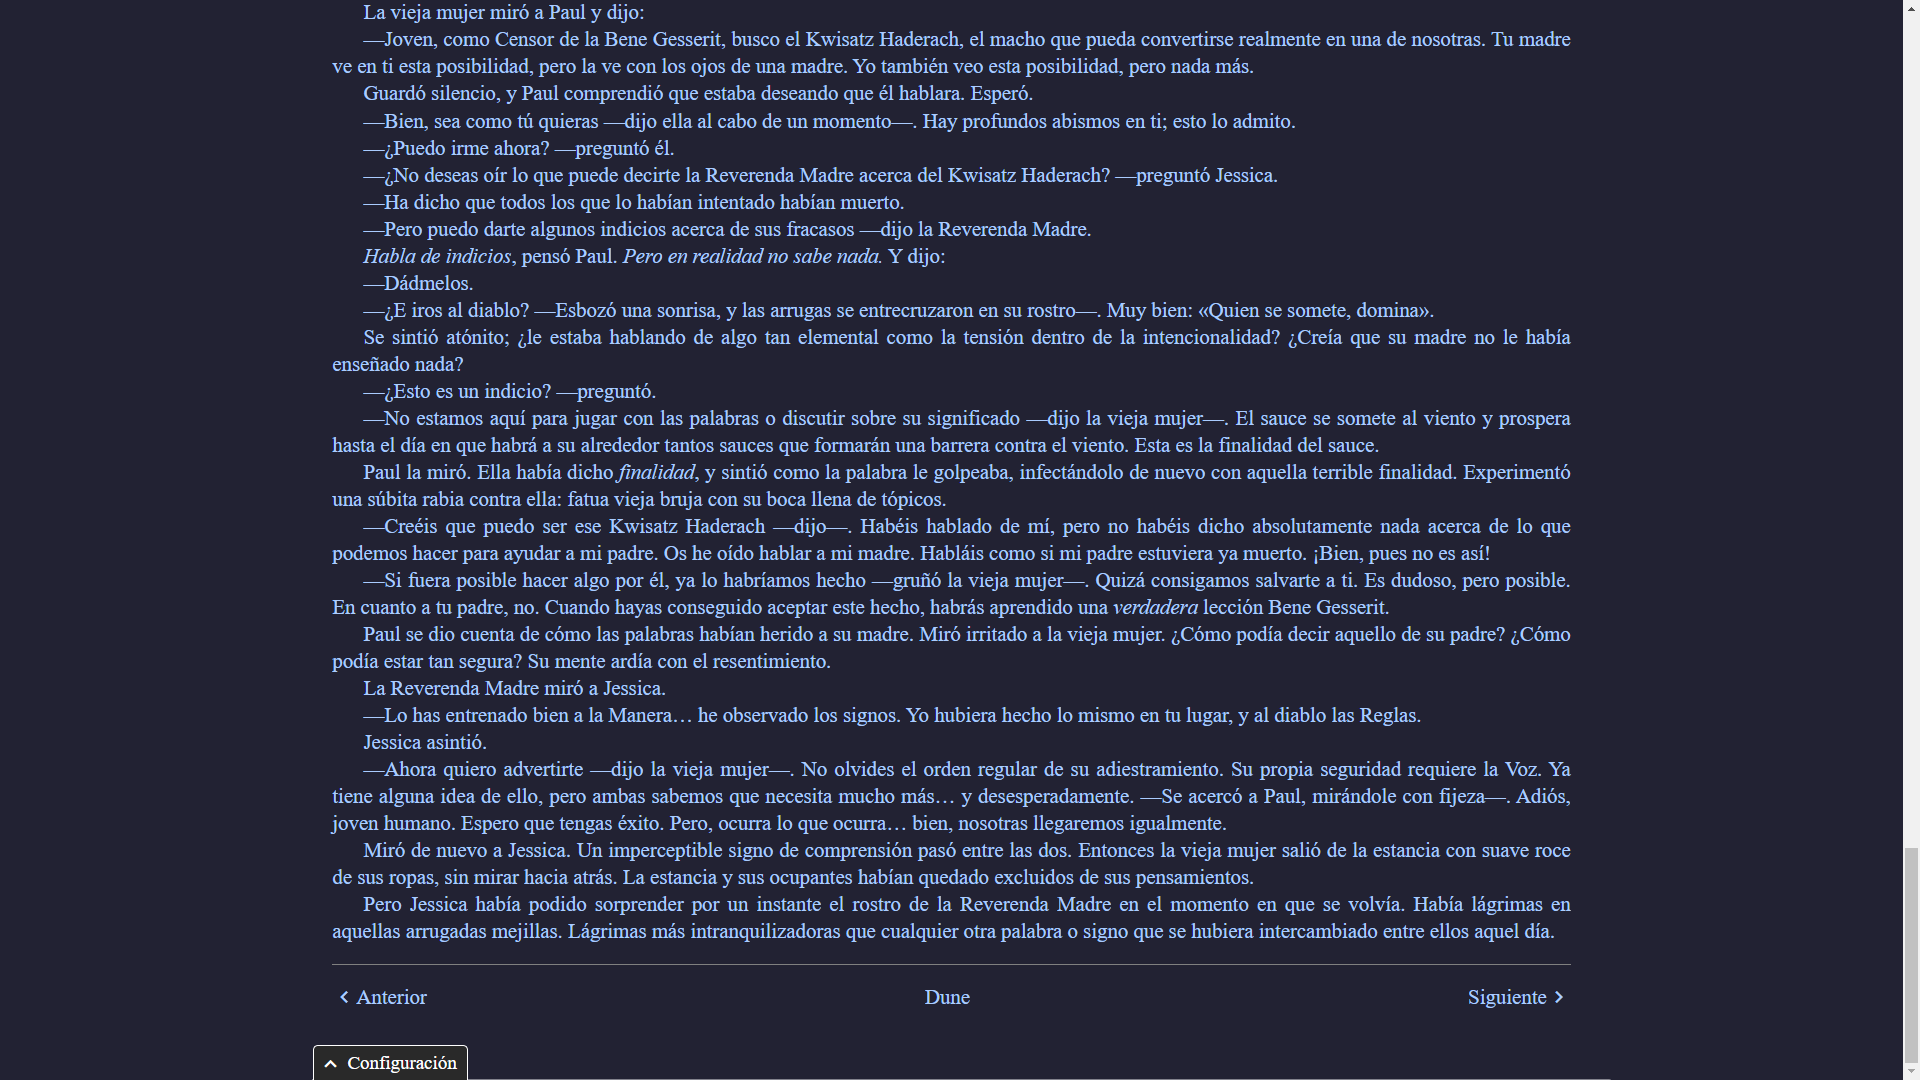 La vieja mujer miró a Paul y dijo:
—Joven, como Censor de la Bene Gesserit, busco el Kwisatz Haderach, el macho que pueda convertirse realmente en una de nosotras. Tu madre
ve en ti esta posibilidad, pero la ve con los ojos de una madre. Yo también veo esta posibilidad, pero nada más.
Guardó silencio, y Paul comprendió que estaba deseando que él hablara. Esperó.
—Bien, sea como tú quieras —dijo ella al cabo de un momento—. Hay profundos abismos en ti; esto lo admito.
—¿Puedo irme ahora? —preguntó él.
—¿No deseas oír lo que puede decirte la Reverenda Madre acerca del Kwisatz Haderach? —preguntó Jessica.
—Ha dicho que todos los que lo habían intentado habían muerto.
—Pero puedo darte algunos indicios acerca de sus fracasos —dijo la Reverenda Madre.
Habla de indicios, pensó Paul. Pero en realidad no sabe nada. Y dijo:
—Dádmelos.
—¿E iros al diablo? —Esbozó una sonrisa, y las arrugas se entrecruzaron en su rostro—. Muy bien: «Quien se somete, domina».
Se sintió atónito; ¿le estaba hablando de algo tan elemental como la tensión dentro de la intencionalidad? ¿Creía que su madre no le había
enseñado nada?
—¿Esto es un indicio? —preguntó.
—No estamos aquí para jugar con las palabras o discutir sobre su significado —dijo la vieja mujer—. El sauce se somete al viento y prospera
hasta el día en que habrá a su alrededor tantos sauces que formarán una barrera contra el viento. Esta es la finalidad del sauce.
Paul la miró. Ella había dicho finalidad, y sintió como la palabra le golpeaba, infectándolo de nuevo con aquella terrible finalidad. Experimentó
una súbita rabia contra ella: fatua vieja bruja con su boca llena de tópicos.
—Creéis que puedo ser ese Kwisatz Haderach —dijo—. Habéis hablado de mí, pero no habéis dicho absolutamente nada acerca de lo que
podemos hacer para ayudar a mi padre. Os he oído hablar a mi madre. Habláis como si mi padre estuviera ya muerto. ¡Bien, pues no es así!
—Si fuera posible hacer algo por él, ya lo habríamos hecho —gruñó la vieja mujer—. Quizá consigamos salvarte a ti. Es dudoso, pero posible.
En cuanto a tu padre, no. Cuando hayas conseguido aceptar este hecho, habrás aprendido una verdadera lección Bene Gesserit.
Paul se dio cuenta de cómo las palabras habían herido a su madre. Miró irritado a la vieja mujer. ¿Cómo podía decir aquello de su padre? ¿Cómo
podía estar tan segura? Su mente ardía con el resentimiento.
La Reverenda Madre miró a Jessica.
—Lo has entrenado bien a la Manera… he observado los signos. Yo hubiera hecho lo mismo en tu lugar, y al diablo las Reglas.
Jessica asintió.
—Ahora quiero advertirte —dijo la vieja mujer—. No olvides el orden regular de su adiestramiento. Su propia seguridad requiere la Voz. Ya
tiene alguna idea de ello, pero ambas sabemos que necesita mucho más… y desesperadamente. —Se acercó a Paul, mirándole con fijeza—. Adiós,
joven humano. Espero que tengas éxito. Pero, ocurra lo que ocurra… bien, nosotras llegaremos igualmente.
Miró de nuevo a Jessica. Un imperceptible signo de comprensión pasó entre las dos. Entonces la vieja mujer salió de la estancia con suave roce
de sus ropas, sin mirar hacia atrás. La estancia y sus ocupantes habían quedado excluidos de sus pensamientos.
Pero Jessica había podido sorprender por un instante el rostro de la Reverenda Madre en el momento en que se volvía. Había lágrimas en
aquellas arrugadas mejillas. Lágrimas más intranquilizadoras que cualquier otra palabra o signo que se hubiera intercambiado entre ellos aquel día.
Anterior
Dune
Siguiente
Configuración